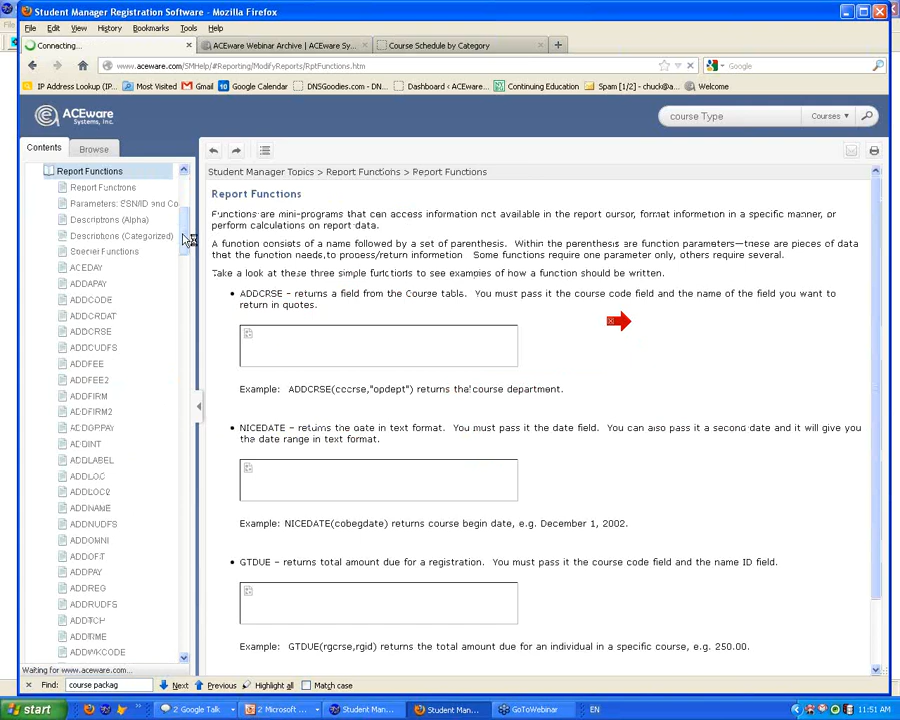 Student Manager Registration Software - Mozilla Firefox
File Edit View History Bookmarks Tools Help
Connecting... × ACEware Webinar Archive | ACEware Sy... × Course Schedule by Category × +
www.aceware.com/SMHelp/#Reporting/ModifyReports/RptFunctions.htm Google
IP Address Lookup (IP... Most Visited Gmail 10 Google Calendar DNSGoodies.com - DN... Dashboard ‹ ACEware... Continuing Education Spam [1/2] - chuck@a... Welcome
ACEware
Systems, Inc.
course Type Courses
Contents Browse
Student Manager Topics > Report Functions > Report Functions
Report Functions
Report Functions
Parameters: SSN/ID and Co
Descriptions (Alpha)
Descriptions (Categorized)
Special Functions
ACEDAY
ADDAPAY
ADDCODE
ADDCRDAT
ADDCRSE
ADDCUDFS
ADDFEE
ADDFEE2
ADDFIRM
ADDFIRM2
ADDGPPAY
ADDINT
ADDLABEL
ADDLOC
ADDLOC2
ADDNAME
ADDNUDFS
ADDOMNI
ADDOPT
ADDPAY
ADDREG
ADDRUDFS
ADDTCH
ADDTIME
ADDWKCODE
Report Functions
Functions are mini-programs that can access information not available in the report cursor, format information in a specific manner, or
perform calculations on report data.
A function consists of a name followed by a set of parenthesis. Within the parenthesis are function parameters—these are pieces of data
that the function needs to process/return information Some functions require one parameter only, others require several.
Take a look at these three simple functions to see examples of how a function should be written.
• ADDCRSE - returns a field from the Course table. You must pass it the course code field and the name of the field you want to
return in quotes.
Example: ADDCRSE(cccrse,"opdept") returns the course department.
• NICEDATE - returns the date in text format. You must pass it the date field. You can also pass it a second date and it will give you
the date range in text format.
Example: NICEDATE(cobegdate) returns course begin date, e.g. December 1, 2002.
• GTDUE - returns total amount due for a registration. You must pass it the course code field and the name ID field.
Example: GTDUE(rgcrse,rgid) returns the total amount due for an individual in a specific course, e.g. 250.00.
Waiting for www.aceware.com...
× Find: course packag Next Previous Highlight all Match case
start 2 Google Talk 2 Microsoft ... Student Man... Student Man... GoToWebinar EN 11:51 AM